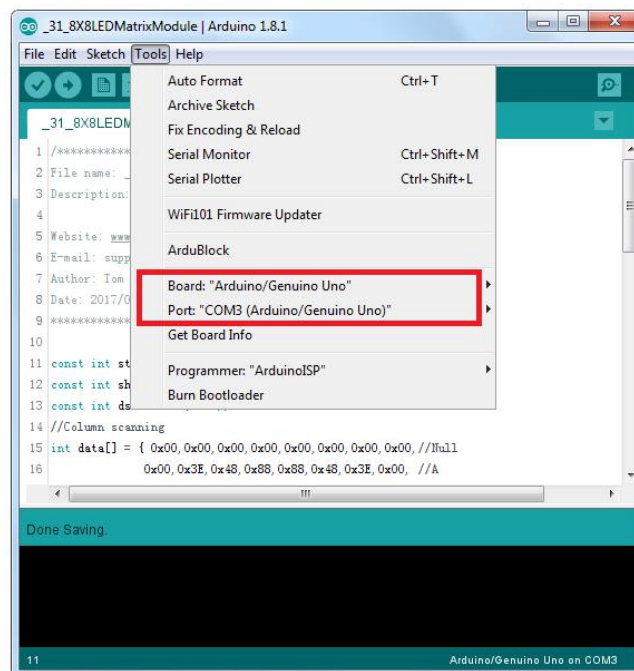 _31_8X8LEDMatrixModule | Arduino 1.8.1
File Edit Sketch Tools Help
Auto Format Ctrl+T
Archive Sketch
Fix Encoding & Reload
Serial Monitor Ctrl+Shift+M
Serial Plotter Ctrl+Shift+L
WiFi101 Firmware Updater
ArduBlock
Board: "Arduino/Genuino Uno"
Port: "COM3 (Arduino/Genuino Uno)"
Get Board Info
Programmer: "ArduinoISP"
Burn Bootloader
_31_8X8LEDM
1 /***********
2 File name: _
3 Description:
4
5 Website: www
6 E-mail: supp
7 Author: Tom
8 Date: 2017/0
9 ************
10
11 const int st
12 const int sh
13 const int ds
14 //Column scanning
15 int data[] = { 0x00, 0x00, 0x00, 0x00, 0x00, 0x00, 0x00, 0x00, //Null
16 0x00, 0x3E, 0x48, 0x88, 0x88, 0x48, 0x3E, 0x00, //A
Done Saving.
11 Arduino/Genuino Uno on COM3